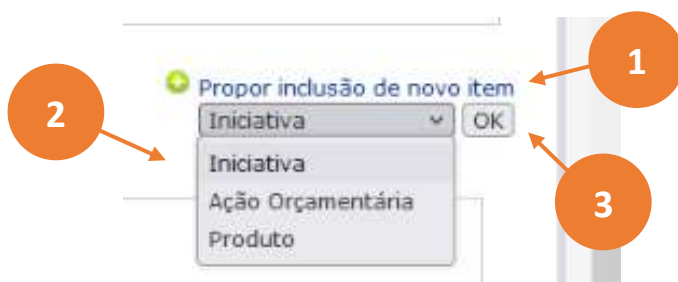 1
Propor inclusão de novo item
2
Iniciativa OK
Iniciativa
Ação Orçamentária
3
Produto